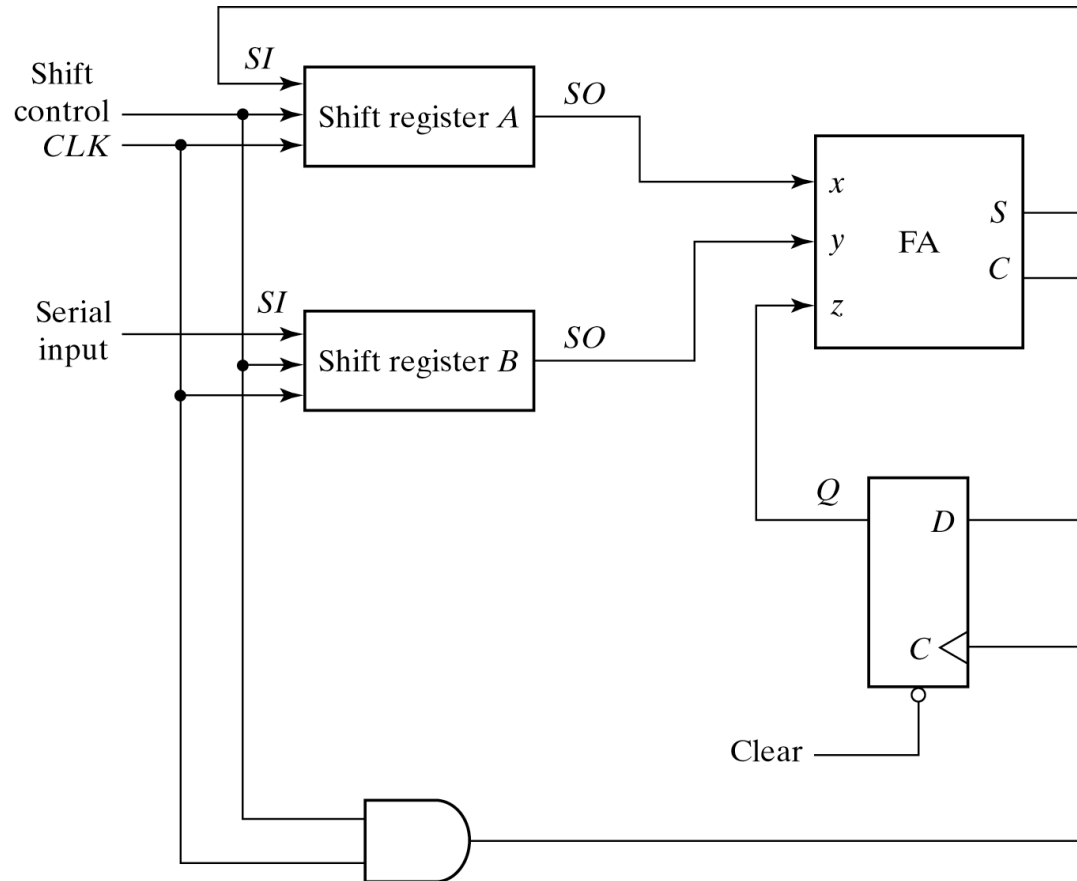 SI
Shift
control
CLK
Shift register A
SO
x
y
z
FA
S
C
Serial
input
SI
Shift register B
SO
Q
D
C
Clear